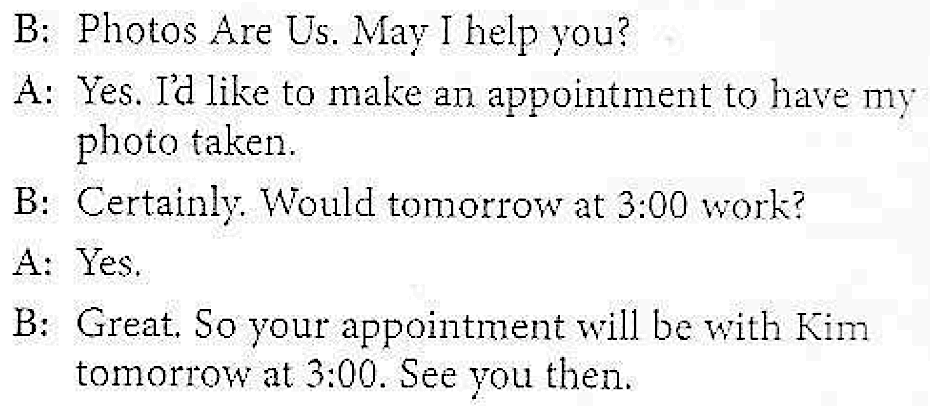 B: Photos Are Us. May I help you?
A: Yes. I'd like to make an appointment to have my
photo taken.
B: Certainly. Would tomorrow at 3:00 work?
A: Yes.
B: Great. So your appointment will be with Kim
tomorrow at 3:00. See you then.